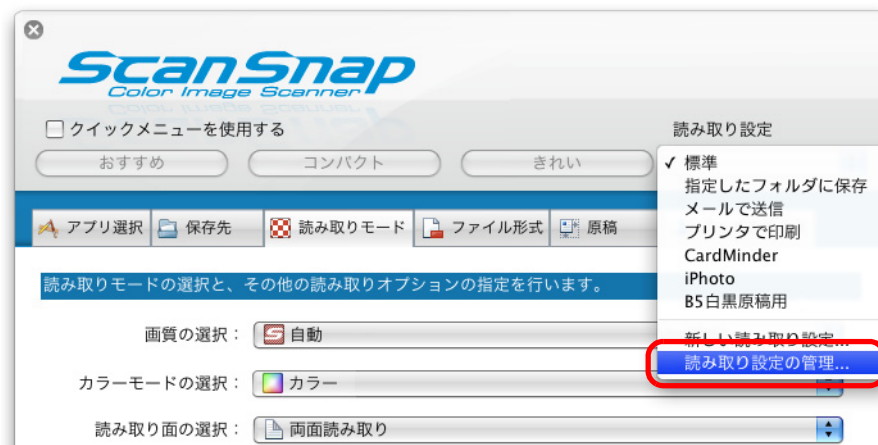 ScanSnap
Color Image Scanner
クイックメニューを使用する
読み取り設定
おすすめ
コンパクト
きれい
✓ 標準
指定したフォルダに保存
メールで送信
プリンタで印刷
CardMinder
iPhoto
B5白黒原稿用
新しい読み取り設定...
読み取り設定の管理...
アプリ選択
保存先
読み取りモード
ファイル形式
原稿
読み取りモードの選択と、その他の読み取りオプションの指定を行います。
画質の選択： 自動
カラーモードの選択： カラー
読み取り面の選択： 両面読み取り